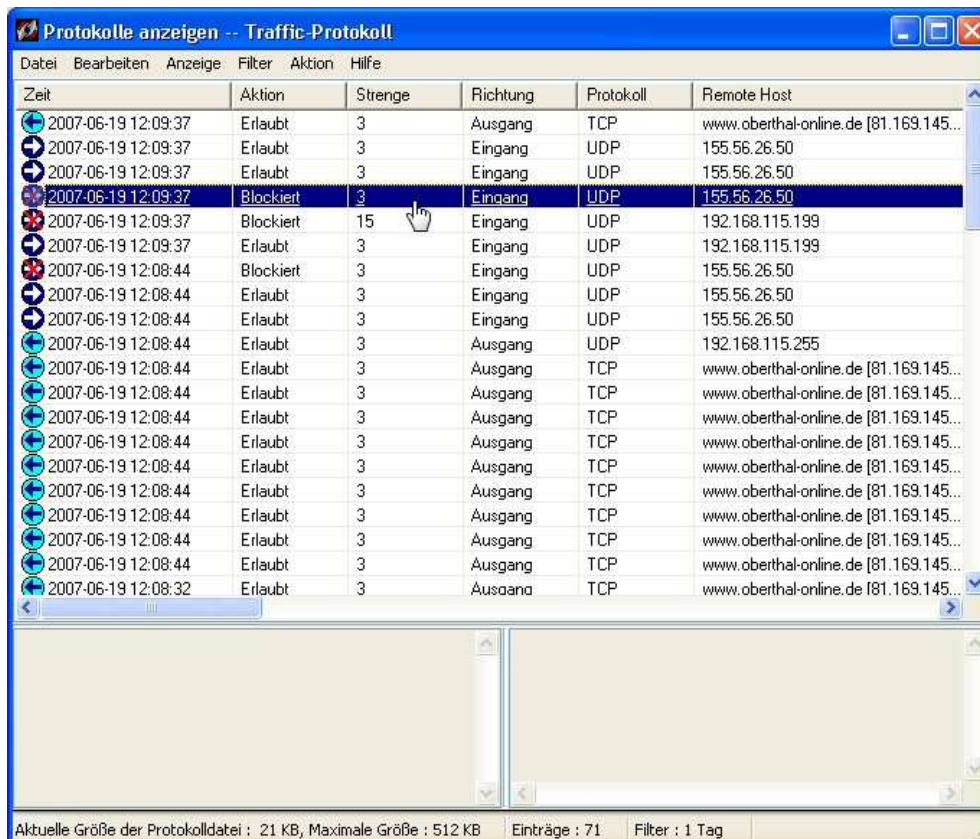 Protokolle anzeigen -- Traffic-Protokoll
Datei Bearbeiten Anzeige Filter Aktion Hilfe
Zeit Aktion Strenge Richtung Protokoll Remote Host
2007-06-19 12:09:37 Erlaubt 3 Ausgang TCP www.oberthal-online.de [81.169.145...
2007-06-19 12:09:37 Erlaubt 3 Eingang UDP 155.56.26.50
2007-06-19 12:09:37 Erlaubt 3 Eingang UDP 155.56.26.50
2007-06-19 12:09:37 Blockiert 3 Eingang UDP 155.56.26.50
2007-06-19 12:09:37 Blockiert 15 Eingang UDP 192.168.115.199
2007-06-19 12:09:37 Erlaubt 3 Eingang UDP 192.168.115.199
2007-06-19 12:08:44 Blockiert 3 Eingang UDP 155.56.26.50
2007-06-19 12:08:44 Erlaubt 3 Eingang UDP 155.56.26.50
2007-06-19 12:08:44 Erlaubt 3 Eingang UDP 155.56.26.50
2007-06-19 12:08:44 Erlaubt 3 Ausgang UDP 192.168.115.255
2007-06-19 12:08:44 Erlaubt 3 Ausgang TCP www.oberthal-online.de [81.169.145...
2007-06-19 12:08:44 Erlaubt 3 Ausgang TCP www.oberthal-online.de [81.169.145...
2007-06-19 12:08:44 Erlaubt 3 Ausgang TCP www.oberthal-online.de [81.169.145...
2007-06-19 12:08:44 Erlaubt 3 Ausgang TCP www.oberthal-online.de [81.169.145...
2007-06-19 12:08:44 Erlaubt 3 Ausgang TCP www.oberthal-online.de [81.169.145...
2007-06-19 12:08:44 Erlaubt 3 Ausgang TCP www.oberthal-online.de [81.169.145...
2007-06-19 12:08:44 Erlaubt 3 Ausgang TCP www.oberthal-online.de [81.169.145...
2007-06-19 12:08:44 Erlaubt 3 Ausgang TCP www.oberthal-online.de [81.169.145...
2007-06-19 12:08:44 Erlaubt 3 Ausgang TCP www.oberthal-online.de [81.169.145...
2007-06-19 12:08:32 Erlaubt 3 Ausgang TCP www.oberthal-online.de [81.169.145...
Aktuelle Größe der Protokolldatei : 21 KB, Maximale Größe : 512 KB Einträge : 71 Filter : 1 Tag